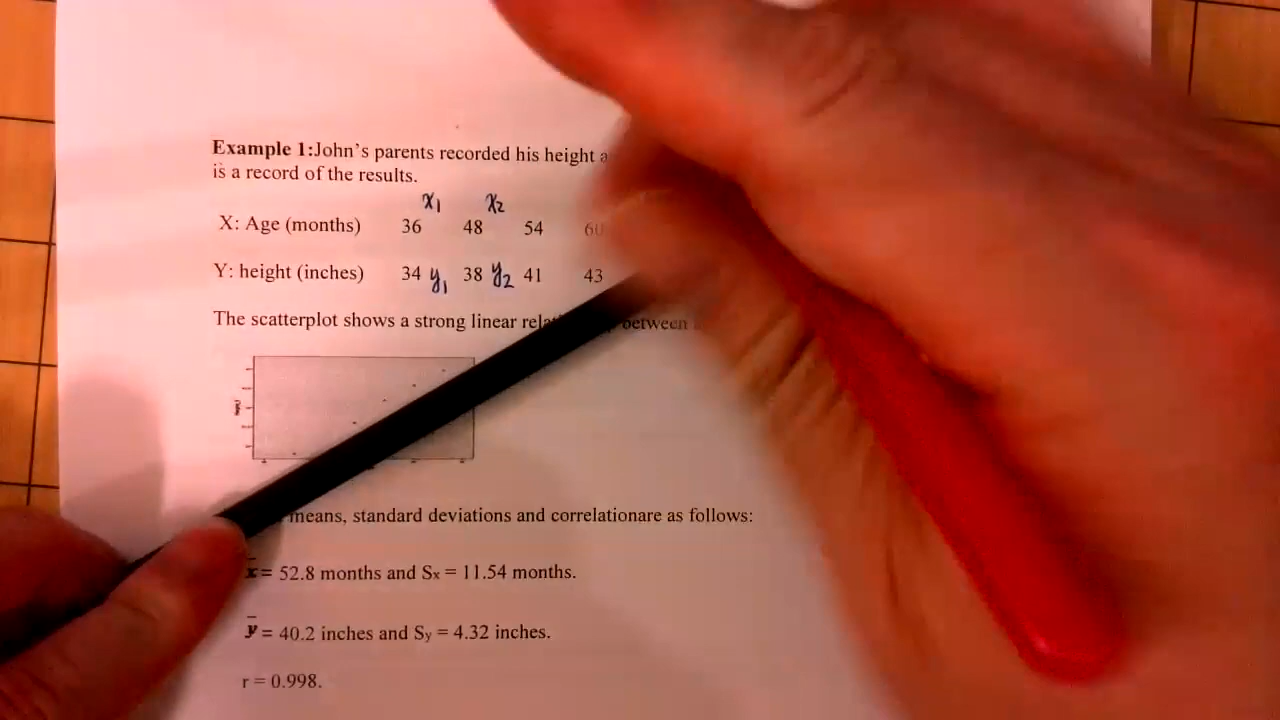 Example 1:John's parents recorded his height
is a record of the results.
x1 x2
X: Age (months) 36 48 54 60
Y: height (inches) 34 y1 38 y2 41 43
The scatterplot shows a strong linear between
means, standard deviations and correlationare as follows:
x̄ = 52.8 months and Sx = 11.54 months.
ȳ = 40.2 inches and Sy = 4.32 inches.
r = 0.998.